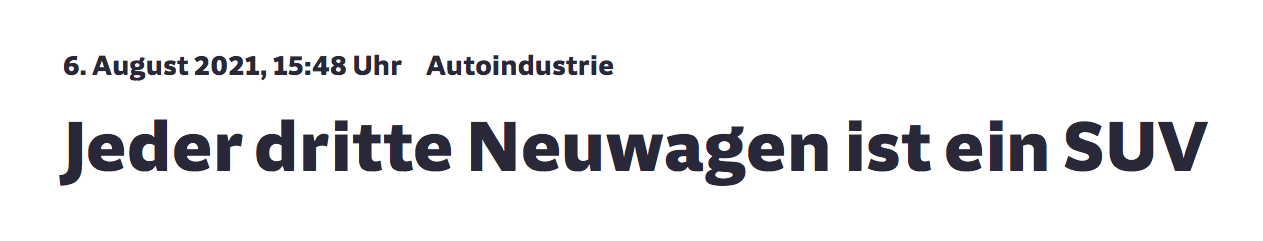 6. August 2021, 15:48 Uhr Autoindustrie
Jeder dritte Neuwagen ist ein SUV